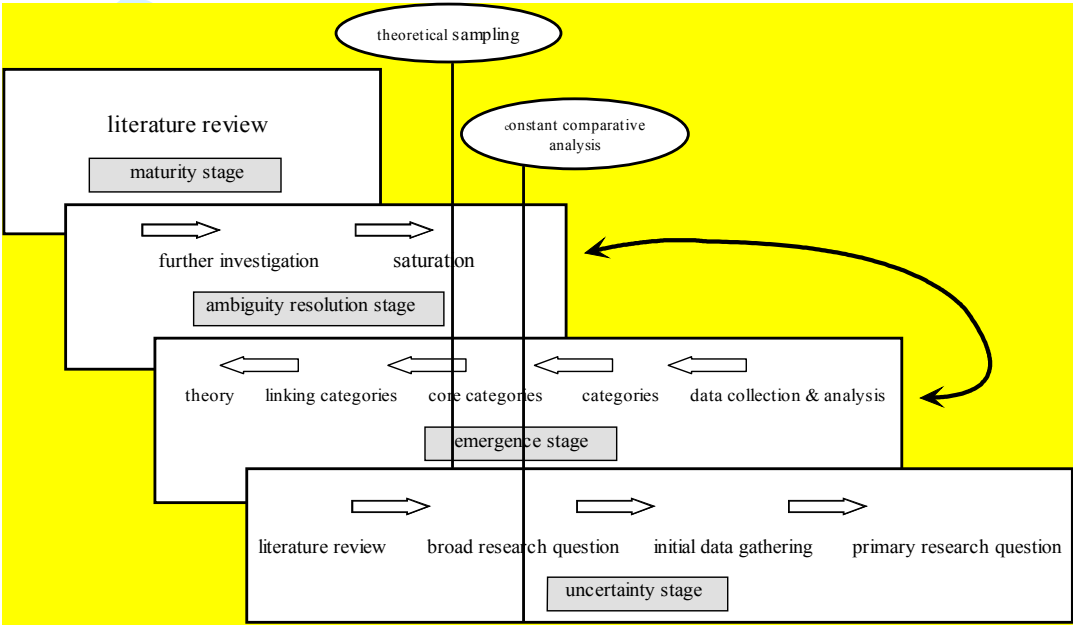 theoretical sampling
constant comparative
analysis
literature review
maturity stage
further investigation saturation
ambiguity resolution stage
theory linking categories core categories categories data collection & analysis
emergence stage
literature review broad research question initial data gathering primary research question
uncertainty stage